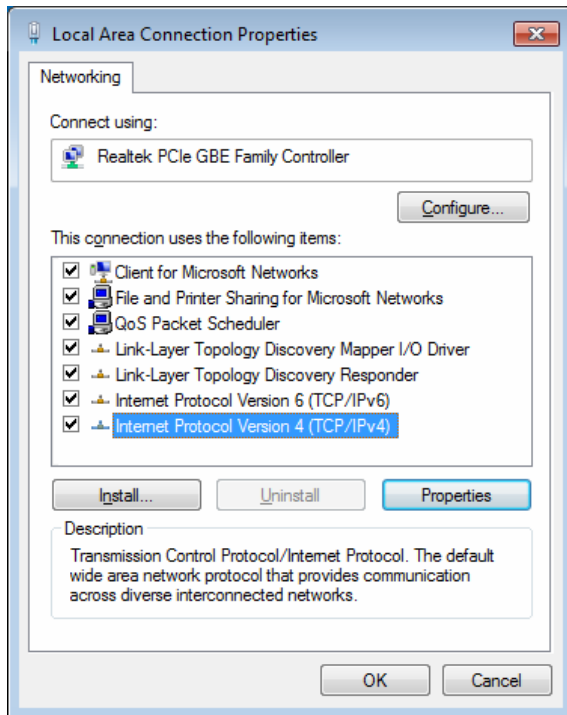 Local Area Connection Properties
Networking
Connect using:
Realtek PCIe GBE Family Controller
Configure...
This connection uses the following items:
Client for Microsoft Networks
File and Printer Sharing for Microsoft Networks
QoS Packet Scheduler
Link-Layer Topology Discovery Mapper I/O Driver
Link-Layer Topology Discovery Responder
Internet Protocol Version 6 (TCP/IPv6)
Internet Protocol Version 4 (TCP/IPv4)
Install... Uninstall Properties
Description
Transmission Control Protocol/Internet Protocol. The default
wide area network protocol that provides communication
across diverse interconnected networks.
OK Cancel